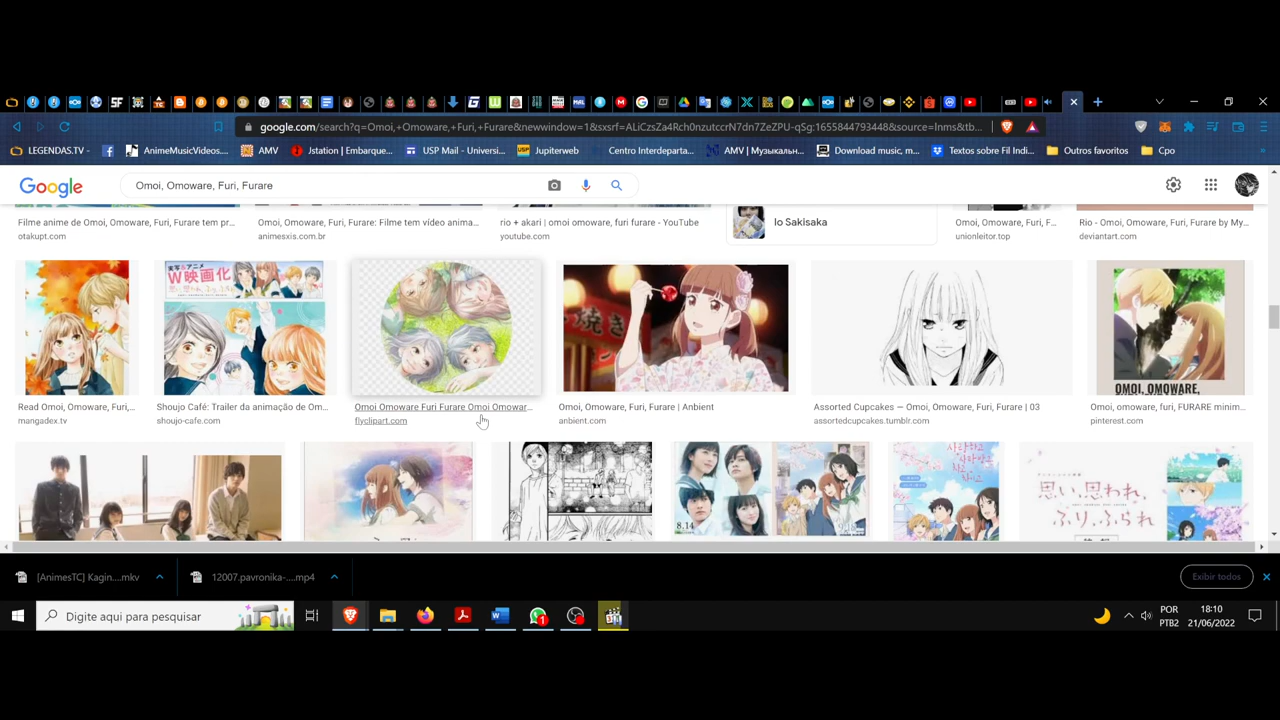 google.com/search?q=Omoi,+Omoware,+Furi,+Furare&newwindow=1&sxsrf=ALiCzsZa4Rch0nzutccrN7dn7ZeZPU-qSg:1655844793448&source=lnms&tb...
LEGENDAS.TV - AnimeMusicVideos.... AMV Jstation | Embarque... USP Mail - Universi... Jupiterweb Centro Interdeparta... AMV | Музыкальн... Download music, m... Textos sobre Fil Indi... Outros favoritos Cpo
Google Omoi, Omoware, Furi, Furare
Filme anime de Omoi, Omoware, Furi, Furare tem pr...
otakupt.com
Omoi, Omoware, Furi, Furare: Filme tem vídeo anima...
animesxis.com.br
rio + akari | omoi omoware, furi furare - YouTube
youtube.com
Io Sakisaka
Omoi, Omoware, Furi, F...
unionleitor.top
Rio - Omoi, Omoware, Furi, Furare by My...
deviantart.com
W映画化
OMOI, OMOWARE,
Read Omoi, Omoware, Furi,...
mangadex.tv
Shoujo Café: Trailer da animação de Om...
shoujo-cafe.com
Omoi Omoware Furi Furare Omoi Omowar...
flyclipart.com
Omoi, Omoware, Furi, Furare | Anbient
anbient.com
Assorted Cupcakes — Omoi, Omoware, Furi, Furare | 03
assortedcupcakes.tumblr.com
Omoi, omoware, furi, FURARE minim...
pinterest.com
8.14
思い、思われ、
ふり、ふられ
[AnimesTC] Kagin....mkv
12007.pavronika-....mp4
Exibir todos
Digite aqui para pesquisar
POR
PTB2
18:10
21/06/2022